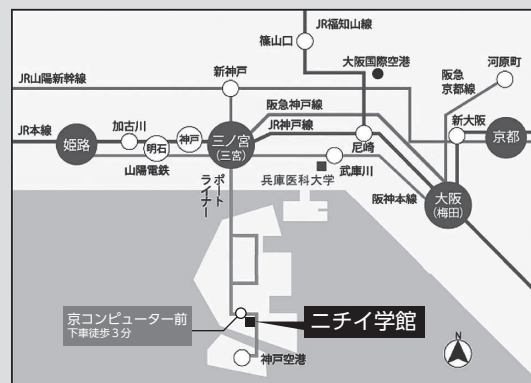 JR福知山線
篠山口
大阪国際空港
河原町
JR山陽新幹線
新神戸
阪急
京都線
阪急神戸線
新大阪
JR本線
加古川
神戸
三ノ宮
(三宮)
JR神戸線
京都
姫路
明石
尼崎
山陽電鉄
武庫川
兵庫医科大学
ポート
ライナー
阪神本線
大阪
(梅田)
京コンピューター前
下車徒歩3分
ニチイ学館
神戸空港
N